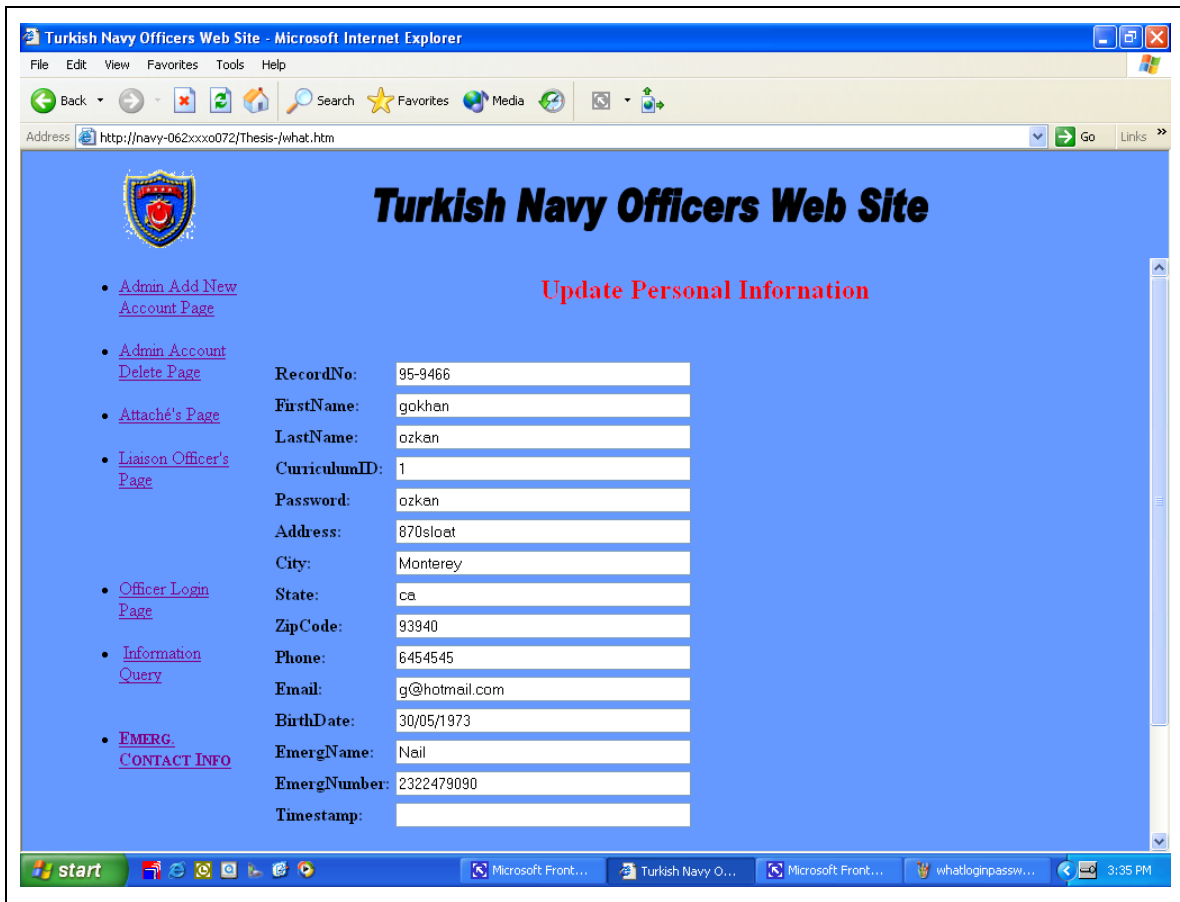 Turkish Navy Officers Web Site - Microsoft Internet Explorer
File Edit View Favorites Tools Help
Back Search Favorites Media
Address http://navy-062xxxo072/Thesis-/what.htm Go Links »
Turkish Navy Officers Web Site
Admin Add New
Account Page
Admin Account
Delete Page
Attaché's Page
Liaison Officer's
Page
Officer Login
Page
Information
Query
EMERG.
CONTACT INFO
Update Personal Infornation
RecordNo: 95-9466
FirstName: gokhan
LastName: ozkan
CurriculumID: 1
Password: ozkan
Address: 870sloat
City: Monterey
State: ca
ZipCode: 93940
Phone: 6454545
Email: g@hotmail.com
BirthDate: 30/05/1973
EmergName: Nail
EmergNumber: 2322479090
Timestamp:
start Microsoft Front... Turkish Navy O... Microsoft Front... whatloginpassw... 3:35 PM